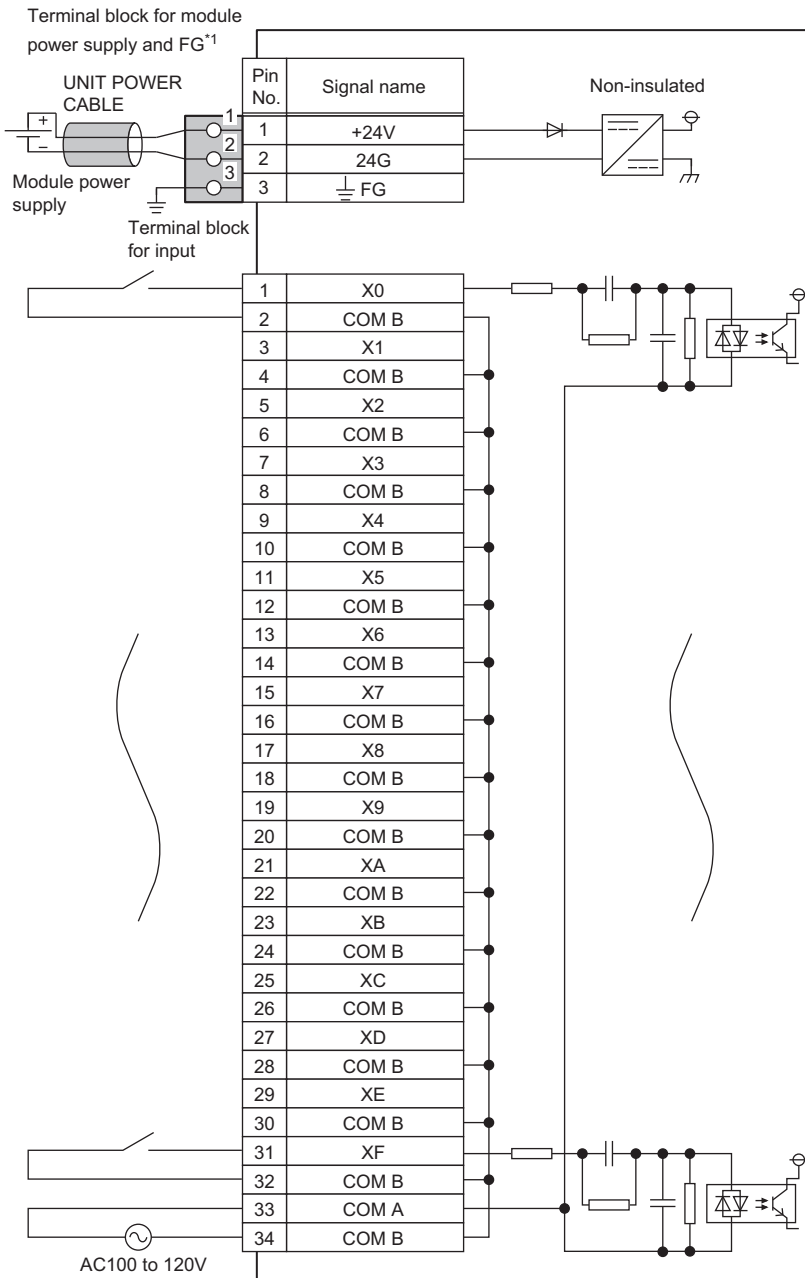 Terminal block for module
power supply and FG*1
UNIT POWER
CABLE
+
−
Module power
supply
1
2
3
Terminal block
for input
Pin No. Signal name
1 +24V
2 24G
3 FG
Non-insulated
1 X0
2 COM B
3 X1
4 COM B
5 X2
6 COM B
7 X3
8 COM B
9 X4
10 COM B
11 X5
12 COM B
13 X6
14 COM B
15 X7
16 COM B
17 X8
18 COM B
19 X9
20 COM B
21 XA
22 COM B
23 XB
24 COM B
25 XC
26 COM B
27 XD
28 COM B
29 XE
30 COM B
31 XF
32 COM B
33 COM A
34 COM B
AC100 to 120V